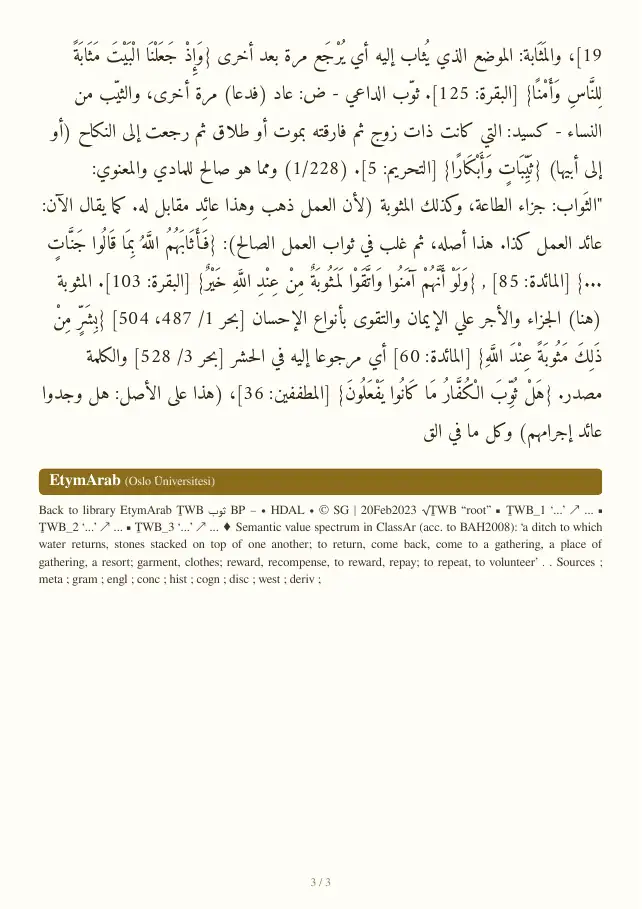 19]، والمَثَابة: الموضع الذي يُثاب إليه أي يُرْجَع مرة بعد أخرى {وَإِذْ جَعَلْنَا الْبَيْتَ مَثَابَةً
لِلنَّاسِ وَأَمْنًا} [البقرة: 125]. ثوّب الداعي - ض: عاد (فدعا) مرة أخرى، والثيّب من
النساء - كسيد: التي كانت ذات زوج ثم فارقته بموت أو طلاق ثم رجعت إلى النكاح (أو
إلى أبيها) {ثَيِّبَاتٍ وَأَبْكَارًا} [التحريم: 5]. (1/228) ومما هو صالح للمادي والمعنوي:
"الثَواب: جزاء الطاعة، وكذلك المثوبة (لأن العمل ذهب وهذا عائد مقابل له. كما يقال الآن:
عائد العمل كذا. هذا أصله، ثم غلب في ثواب العمل الصالح): {فَأَثَابَهُمُ اللَّهُ بِمَا قَالُوا جَنَّاتٍ
...} [المائدة: 85] , {وَلَوْ أَنَّهُمْ آمَنُوا وَاتَّقَوْا لَمَثُوبَةٌ مِنْ عِنْدِ اللَّهِ خَيْرٌ} [البقرة: 103]. المثوبة
(هنا) الجزاء والأجر علي الإيمان والتقوى بأنواع الإحسان [بحر 1/ 487، 504] {بِشَرٍّ مِنْ
ذَلِكَ مَثُوبَةً عِنْدَ اللَّهِ} [المائدة: 60] أي مرجوعا إليه في الحشر [بحر 3/ 528] والكلمة
مصدر. {هَلْ ثُوِّبَ الْكُفَّارُ مَا كَانُوا يَفْعَلُونَ} [المطففين: 36]، (هذا على الأصل: هل وجدوا
عائد إجرامهم) وكل ما في الق
EtymArab (Oslo Üniversitesi)
Back to library EtymArab ṮWB ثوب BP – • HDAL • © SG | 20Feb2023 √ṮWB “root” ▪ ṮWB_1 ‘...’ ↗ ... ▪
ṮWB_2 ‘...’ ↗ ... ▪ ṮWB_3 ‘...’ ↗ ... ♦ Semantic value spectrum in ClassAr (acc. to BAH2008): ‘a ditch to which
water returns, stones stacked on top of one another; to return, come back, come to a gathering, a place of
gathering, a resort; garment, clothes; reward, recompense, to reward, repay; to repeat, to volunteer’ . . Sources ;
meta ; gram ; engl ; conc ; hist ; cogn ; disc ; west ; deriv ;
3 / 3